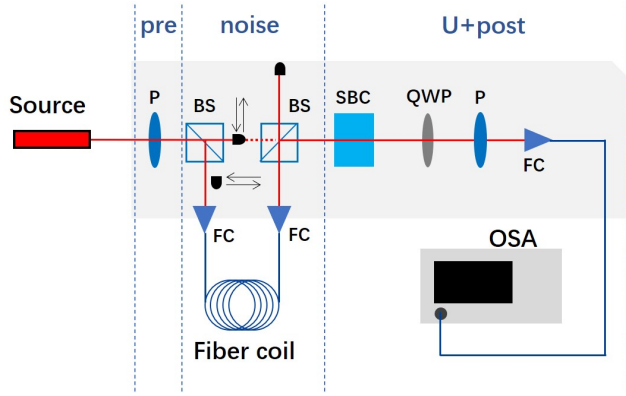 pre
noise
U+post
Source
P
BS
BS
SBC
QWP
P
FC
FC
FC
OSA
Fiber coil